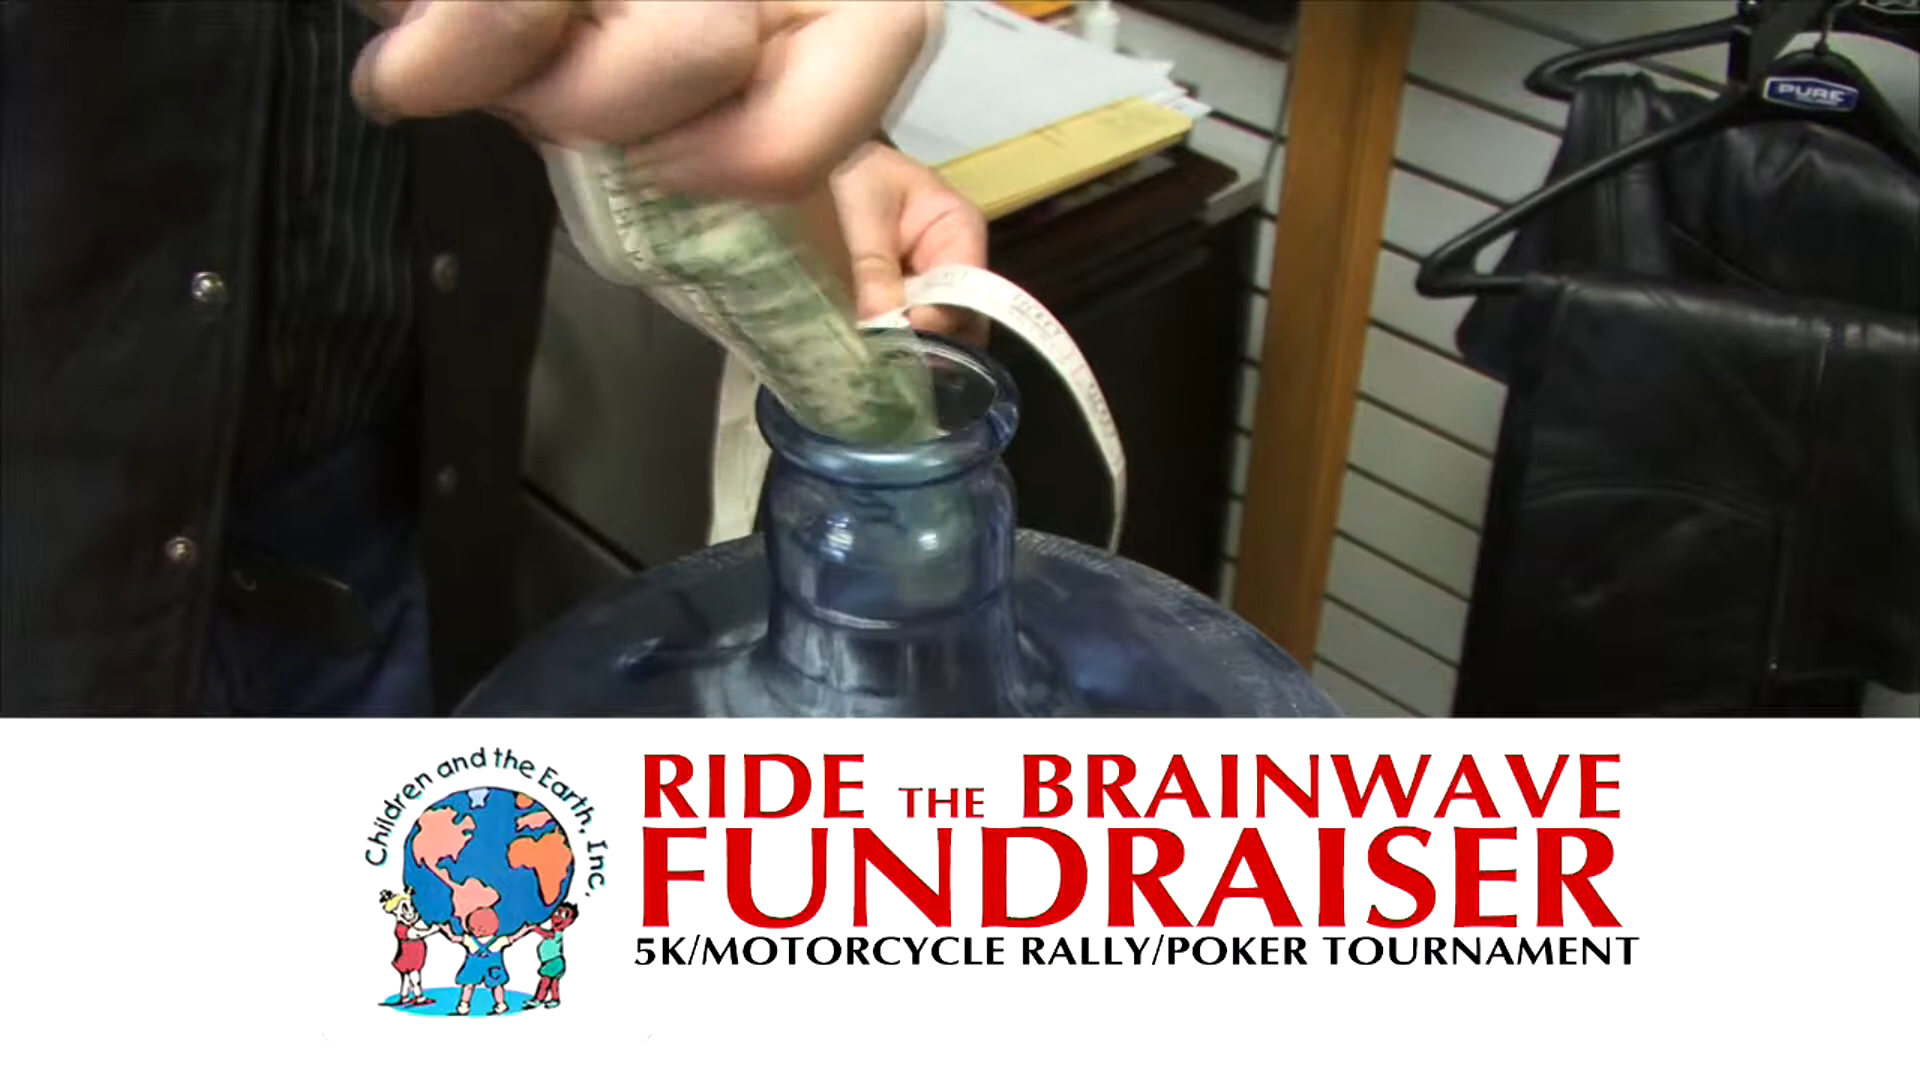 PURE
Children and the Earth, Inc.
RIDE THE BRAINWAVE
FUNDRAISER
5K/MOTORCYCLE RALLY/POKER TOURNAMENT